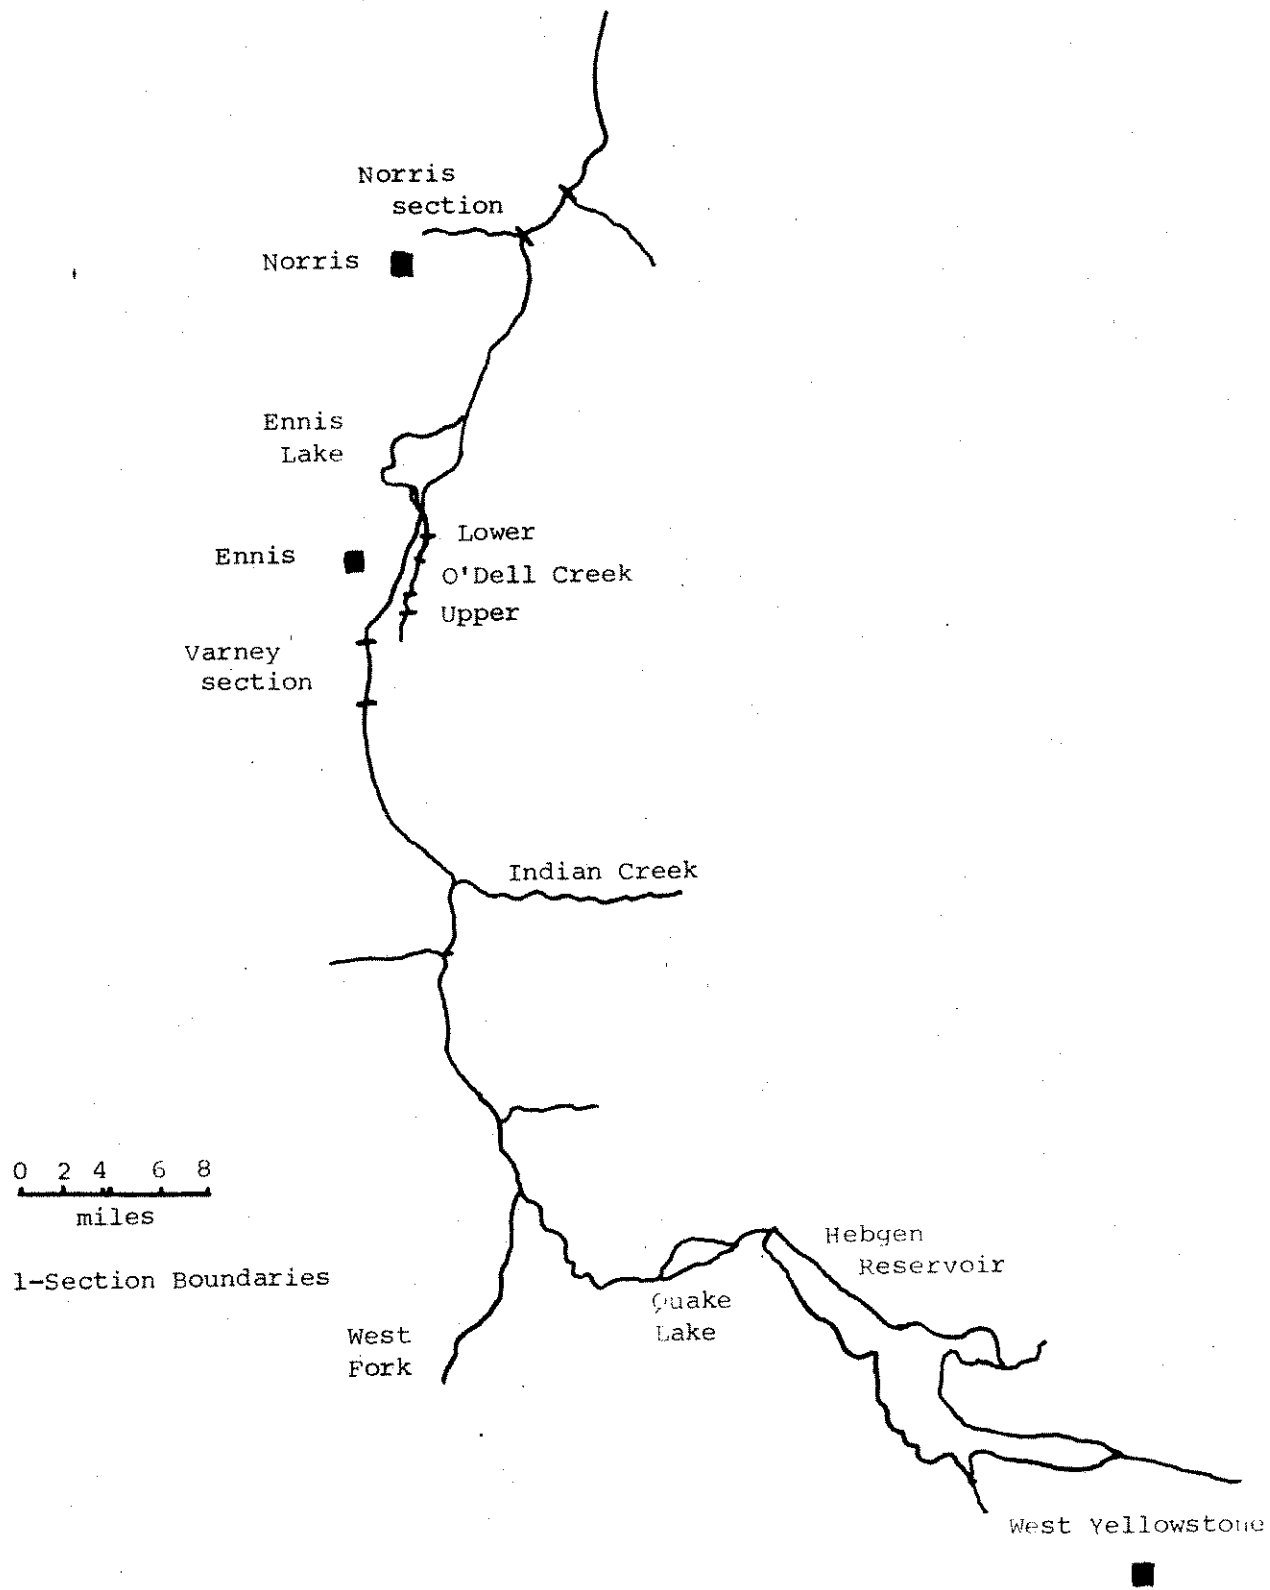 Norris
section
Norris
Ennis
Lake
Lower
Ennis
O'Dell Creek
Upper
Varney
section
Indian Creek
0 2 4 6 8
miles
Hebgen
Reservoir
1-Section Boundaries
Quake
Lake
West
Fork
West Yellowstone